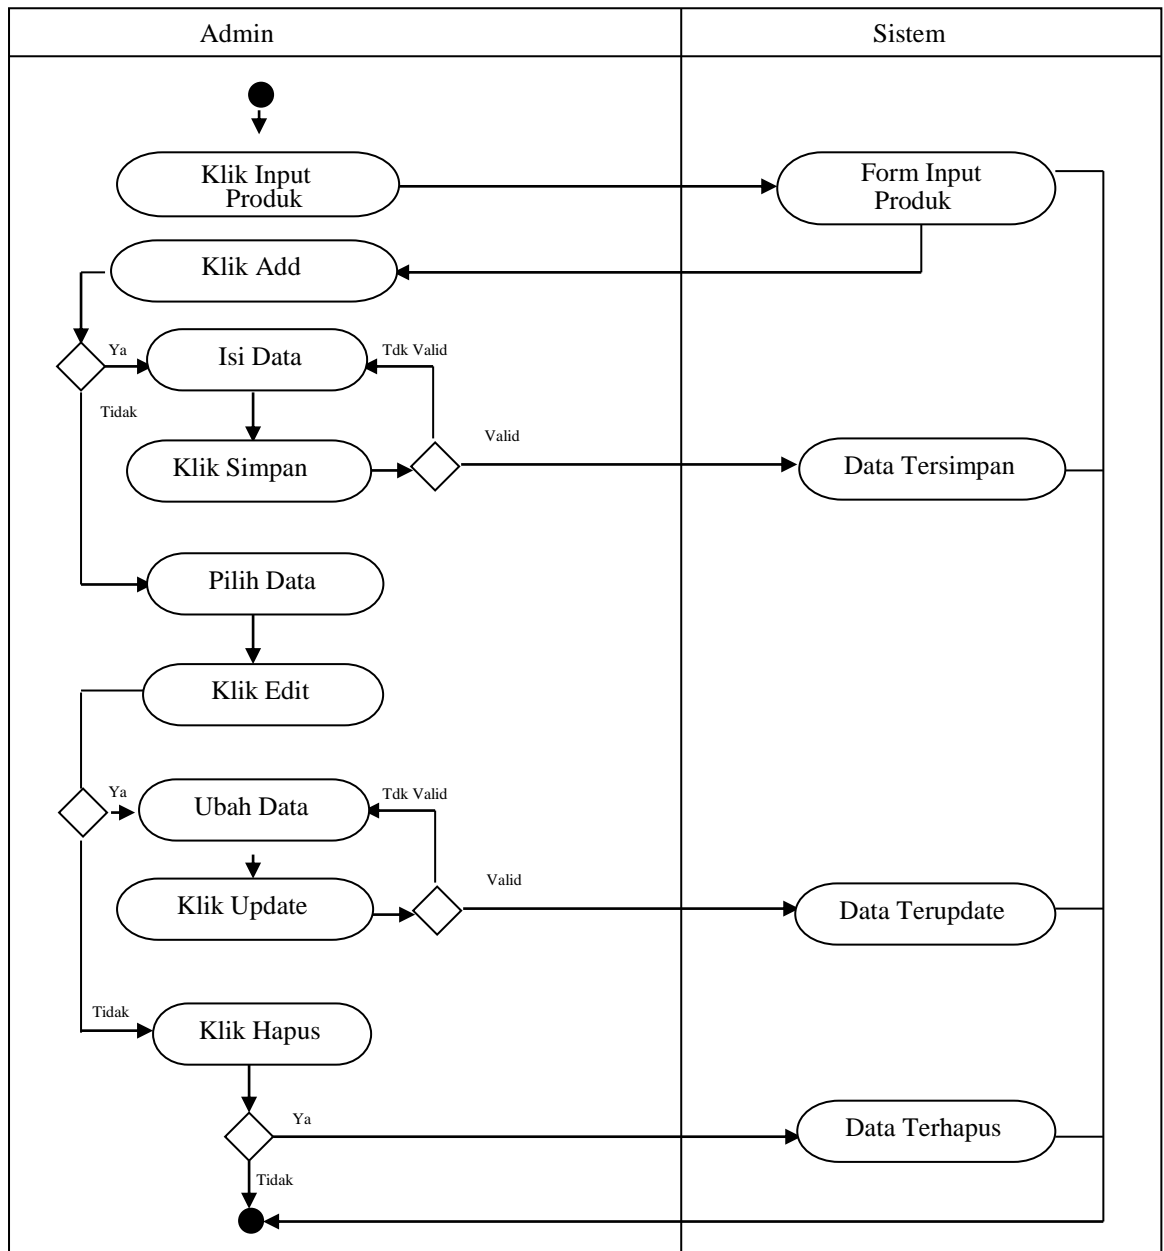 Admin
Sistem
Klik Input
Produk
Form Input
Produk
Klik Add
Ya
Isi Data
Tdk Valid
Tidak
Klik Simpan
Valid
Data Tersimpan
Pilih Data
Klik Edit
Ya
Ubah Data
Tdk Valid
Klik Update
Valid
Data Terupdate
Tidak
Klik Hapus
Ya
Data Terhapus
Tidak